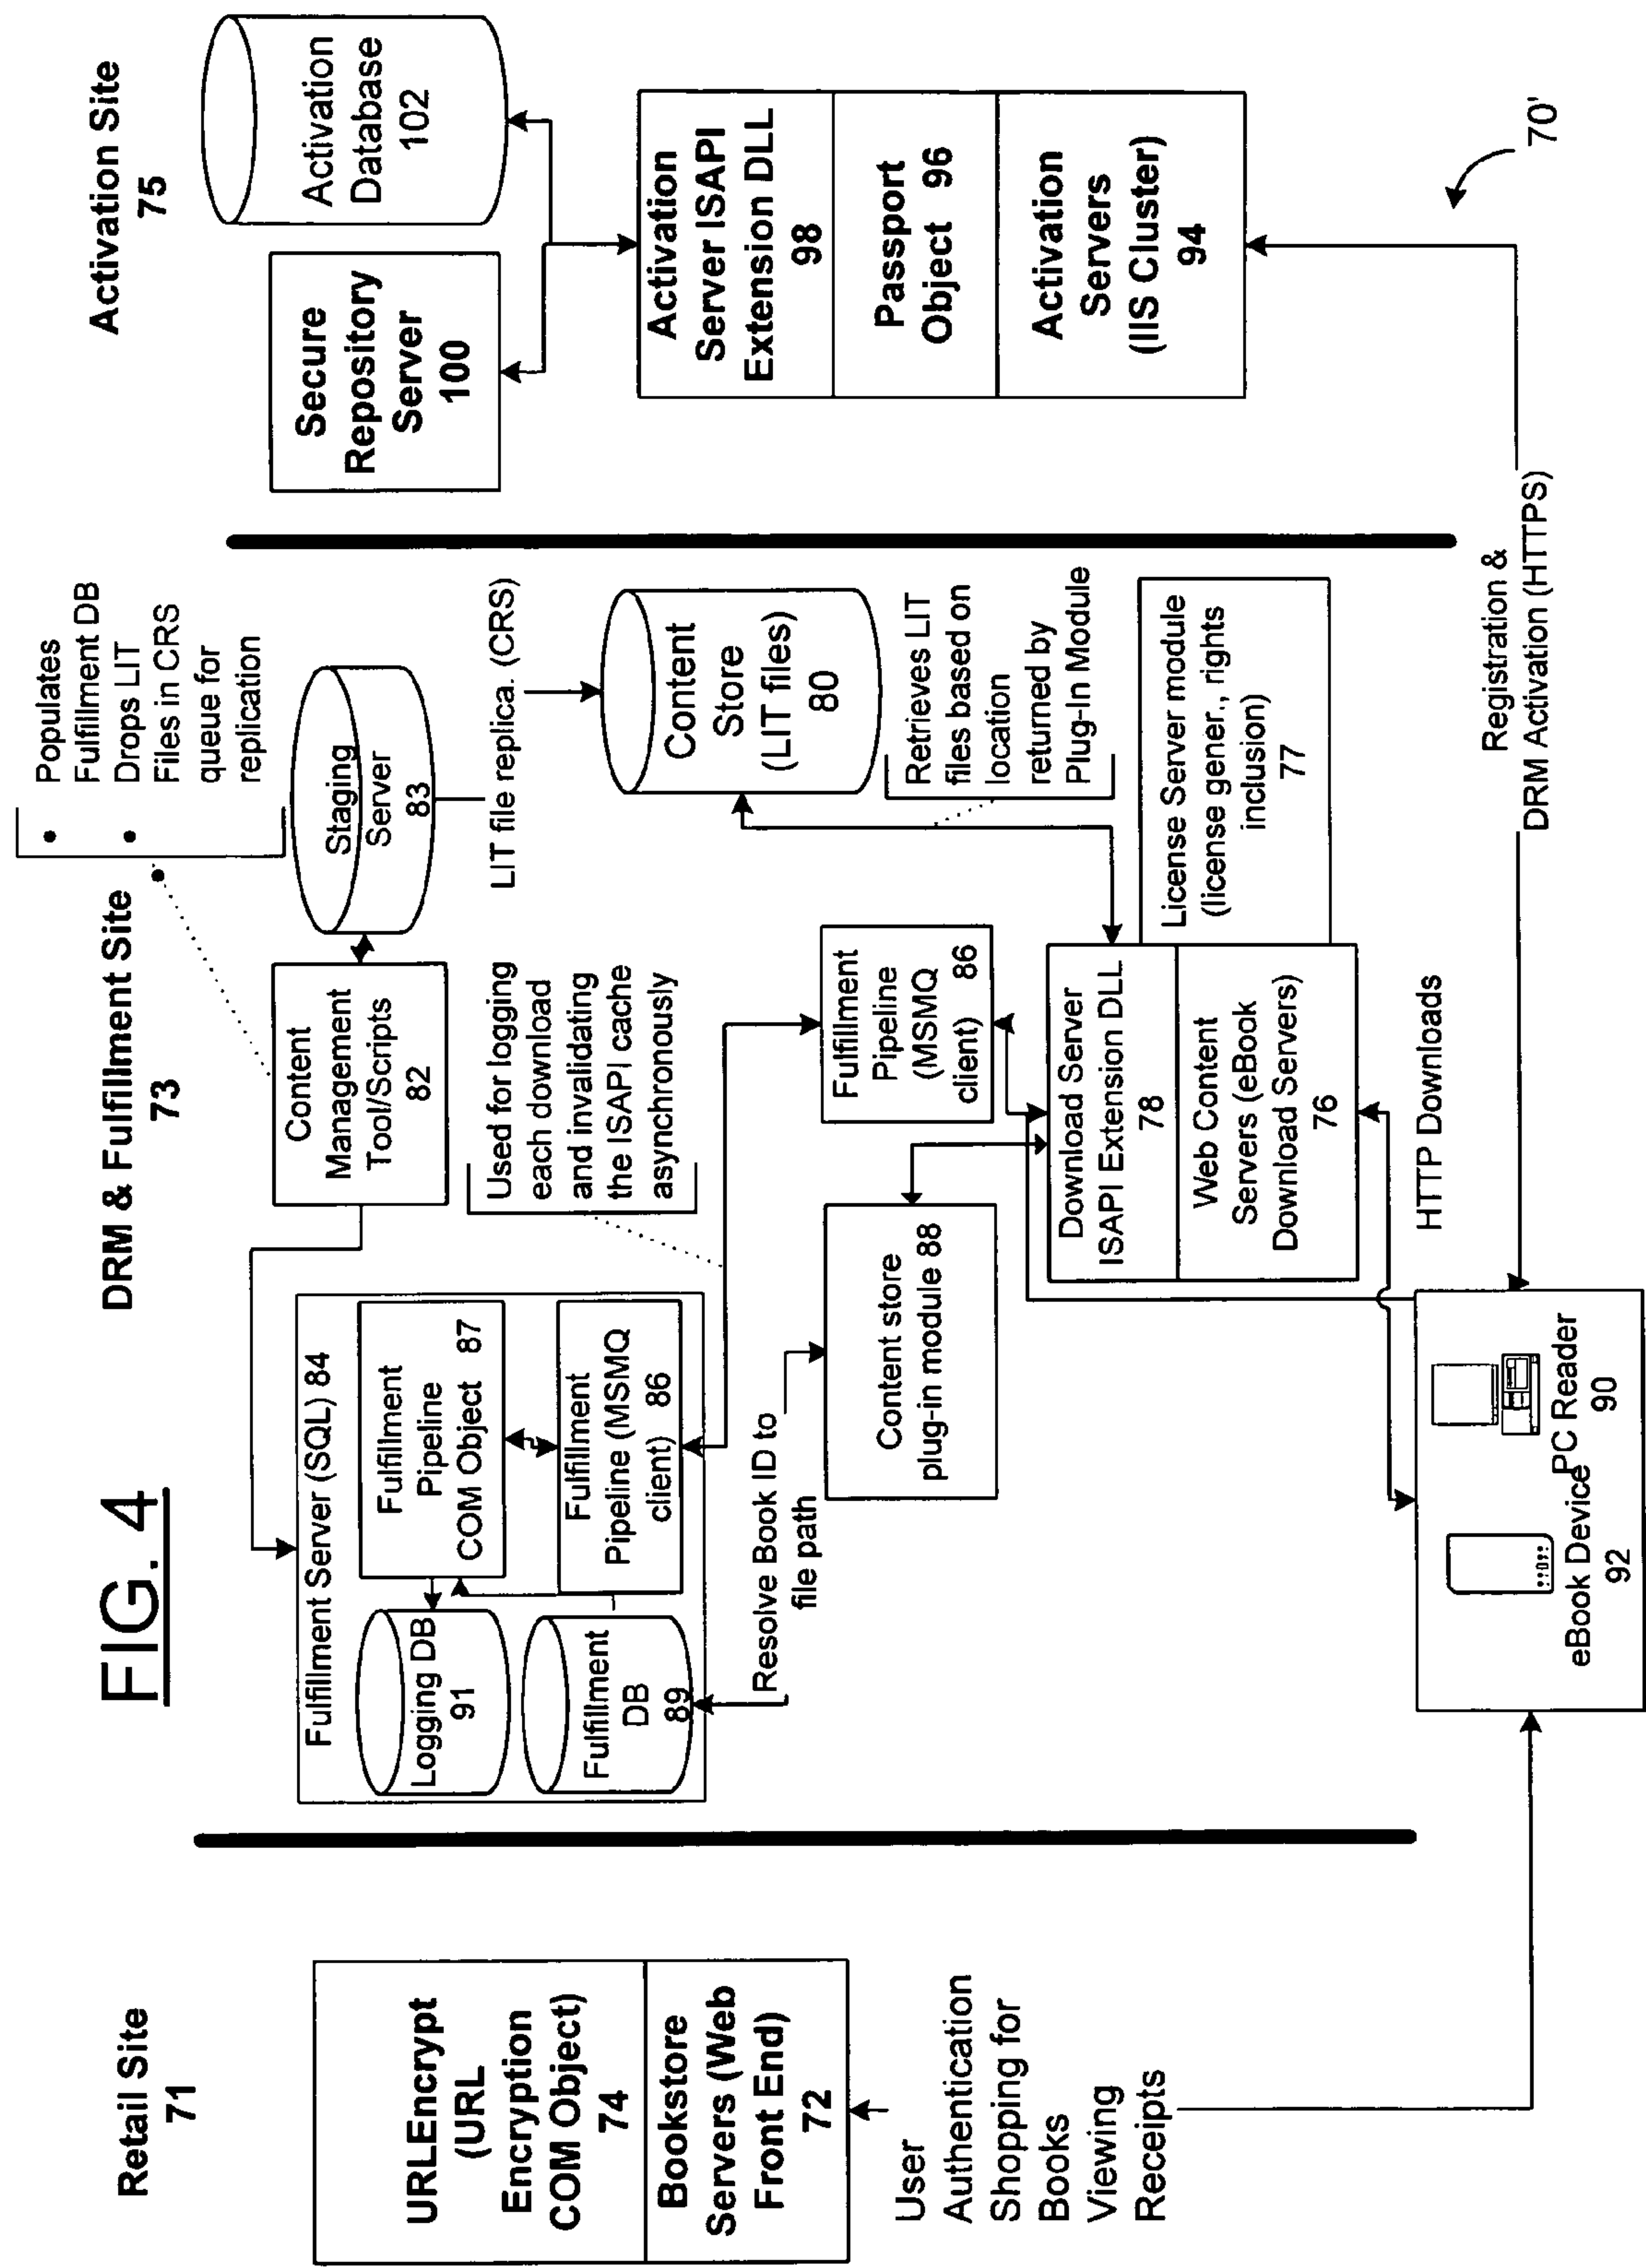 FIG. 4
Retail Site
71
URLEncrypt
(URL
Encryption
COM Object)
74
Bookstore
Servers (Web
Front End)
72
User
Authentication
Shopping for
Books
Viewing
Receipts
DRM & Fulfillment Site
73
Fulfillment Server (SQL) 84
Logging DB
91
Fulfillment
DB
89
Fulfillment
Pipeline
COM Object 87
Fulfillment
Pipeline (MSMQ
client) 86
Content
Management
Tool/Scripts
82
• Populates
Fulfillment DB
• Drops LIT
Files in CRS
queue for
replication
Staging
Server
83
LIT file replica. (CRS)
Used for logging
each download
and invalidating
the ISAPI cache
asynchronously
Content
Store
(LIT files)
80
Retrieves LIT
files based on
location
returned by
Plug-In Module
Resolve Book ID to
file path
Content store
plug-in module 88
Fulfillment
Pipeline
(MSMQ
client) 86
Download Server
ISAPI Extension DLL
78
Web Content
Servers (eBook
Download Servers)
76
License Server module
(license gener., rights
inclusion)
77
HTTP Downloads
eBook Device
92
PC Reader
90
Registration &
DRM Activation (HTTPS)
Activation Site
75
Secure
Repository
Server
100
Activation
Database
102
Activation
Server ISAPI
Extension DLL
98
Passport
Object 96
Activation
Servers
(IIS Cluster)
94
70'